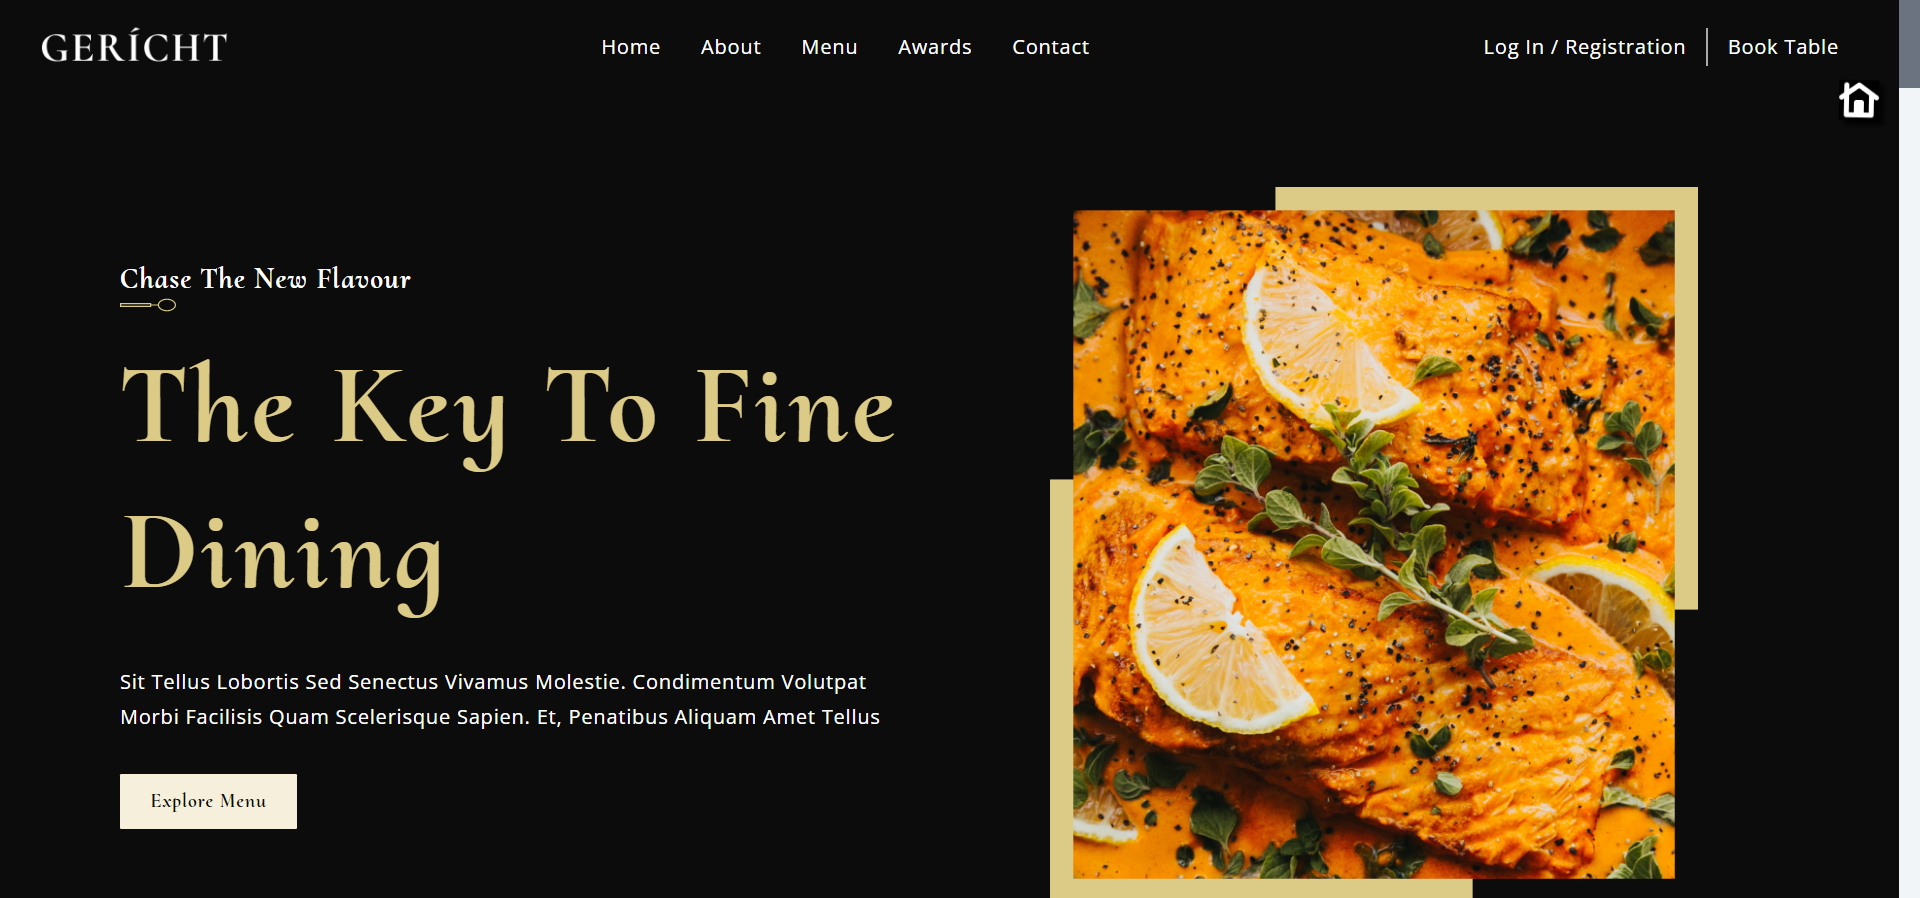 GERÍCHT
Home About Menu Awards Contact
Log In / Registration Book Table
Chase The New Flavour
The Key To Fine
Dining
Sit Tellus Lobortis Sed Senectus Vivamus Molestie. Condimentum Volutpat
Morbi Facilisis Quam Scelerisque Sapien. Et, Penatibus Aliquam Amet Tellus
Explore Menu